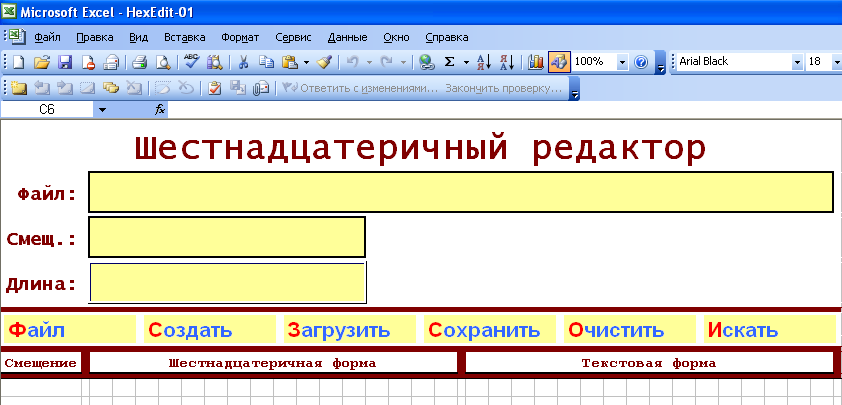 Microsoft Excel - HexEdit-01
Файл Правка Вид Вставка Формат Сервис Данные Окно Справка
100% Arial Black 18
Ответить с изменениями... Закончить проверку...
C6 fx
Шестнадцатеричный редактор
Файл:
Смещ.:
Длина:
Файл Создать Загрузить Сохранить Очистить Искать
Смещение Шестнадцатеричная форма Текстовая форма